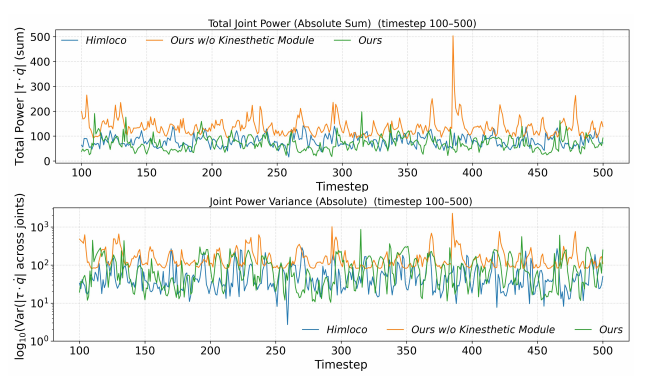 Total Joint Power (Absolute Sum) (timestep 100–500)
Total Power |τ · q̇| (sum)
500
400
300
200
100
0
Himloco
Ours w/o Kinesthetic Module
Ours
100 150 200 250 300 350 400 450 500
Timestep
Joint Power Variance (Absolute) (timestep 100–500)
log₁₀(Var(|τ · q̇|) across joints)
10³
10²
10¹
10⁰
Himloco
Ours w/o Kinesthetic Module
Ours
100 150 200 250 300 350 400 450 500
Timestep